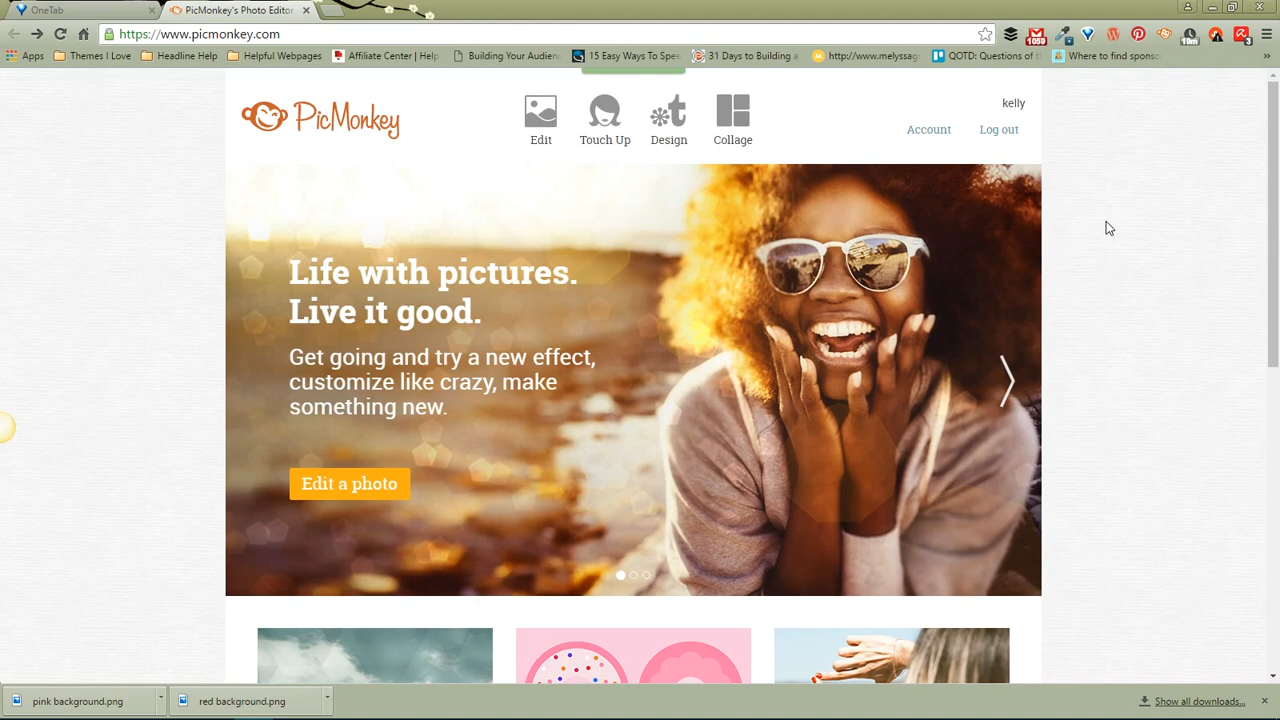 OneTab
PicMonkey's Photo Editor
https://www.picmonkey.com
1059
19m
3
Apps
Themes I Love
Headline Help
Helpful Webpages
Affiliate Center | Help
Building Your Audien
15 Easy Ways To Spee
31 Days to Building a
http://www.melyssag
QOTD: Questions of t
Where to find sponso
»
PicMonkey
Edit
Touch Up
Design
Collage
kelly
Account
Log out
Life with pictures.
Live it good.
Get going and try a new effect,
customize like crazy, make
something new.
Edit a photo
pink background.png
red background.png
Show all downloads...